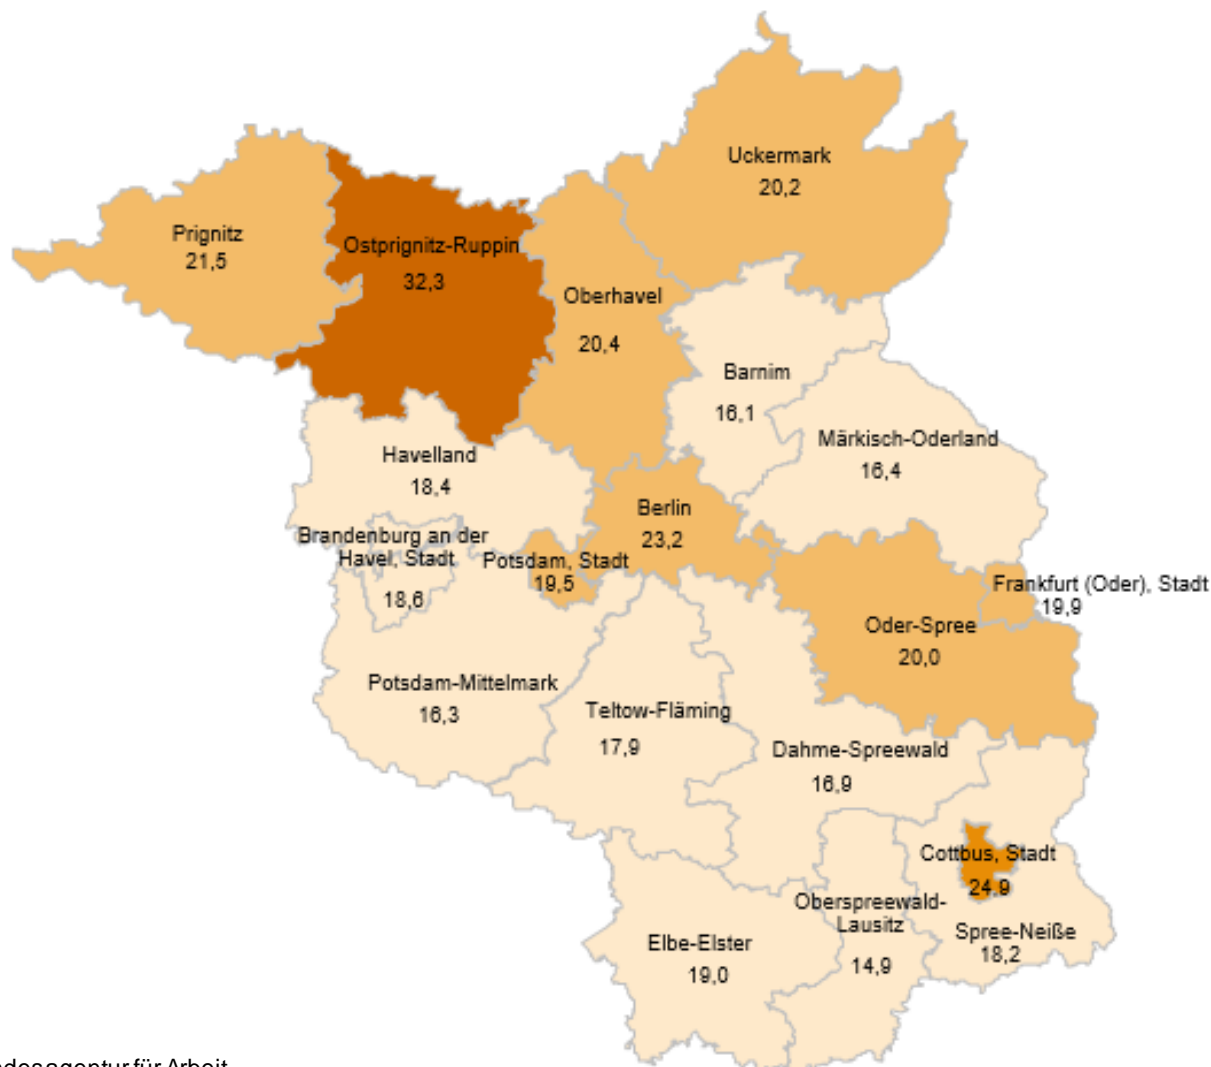 Uckermark
20,2
Prignitz
21,5
Ostprignitz-Ruppin
32,3
Oberhavel
20,4
Barnim
16,1
Märkisch-Oderland
16,4
Havelland
18,4
Berlin
23,2
Brandenburg an der
Havel, Stadt
18,6
Potsdam, Stadt
19,5
Frankfurt (Oder), Stadt
19,9
Oder-Spree
20,0
Potsdam-Mittelmark
16,3
Teltow-Fläming
17,9
Dahme-Spreewald
16,9
Cottbus, Stadt
24,9
Oberspreewald-
Lausitz
14,9
Spree-Neiße
18,2
Elbe-Elster
19,0
desagentur für Arbeit